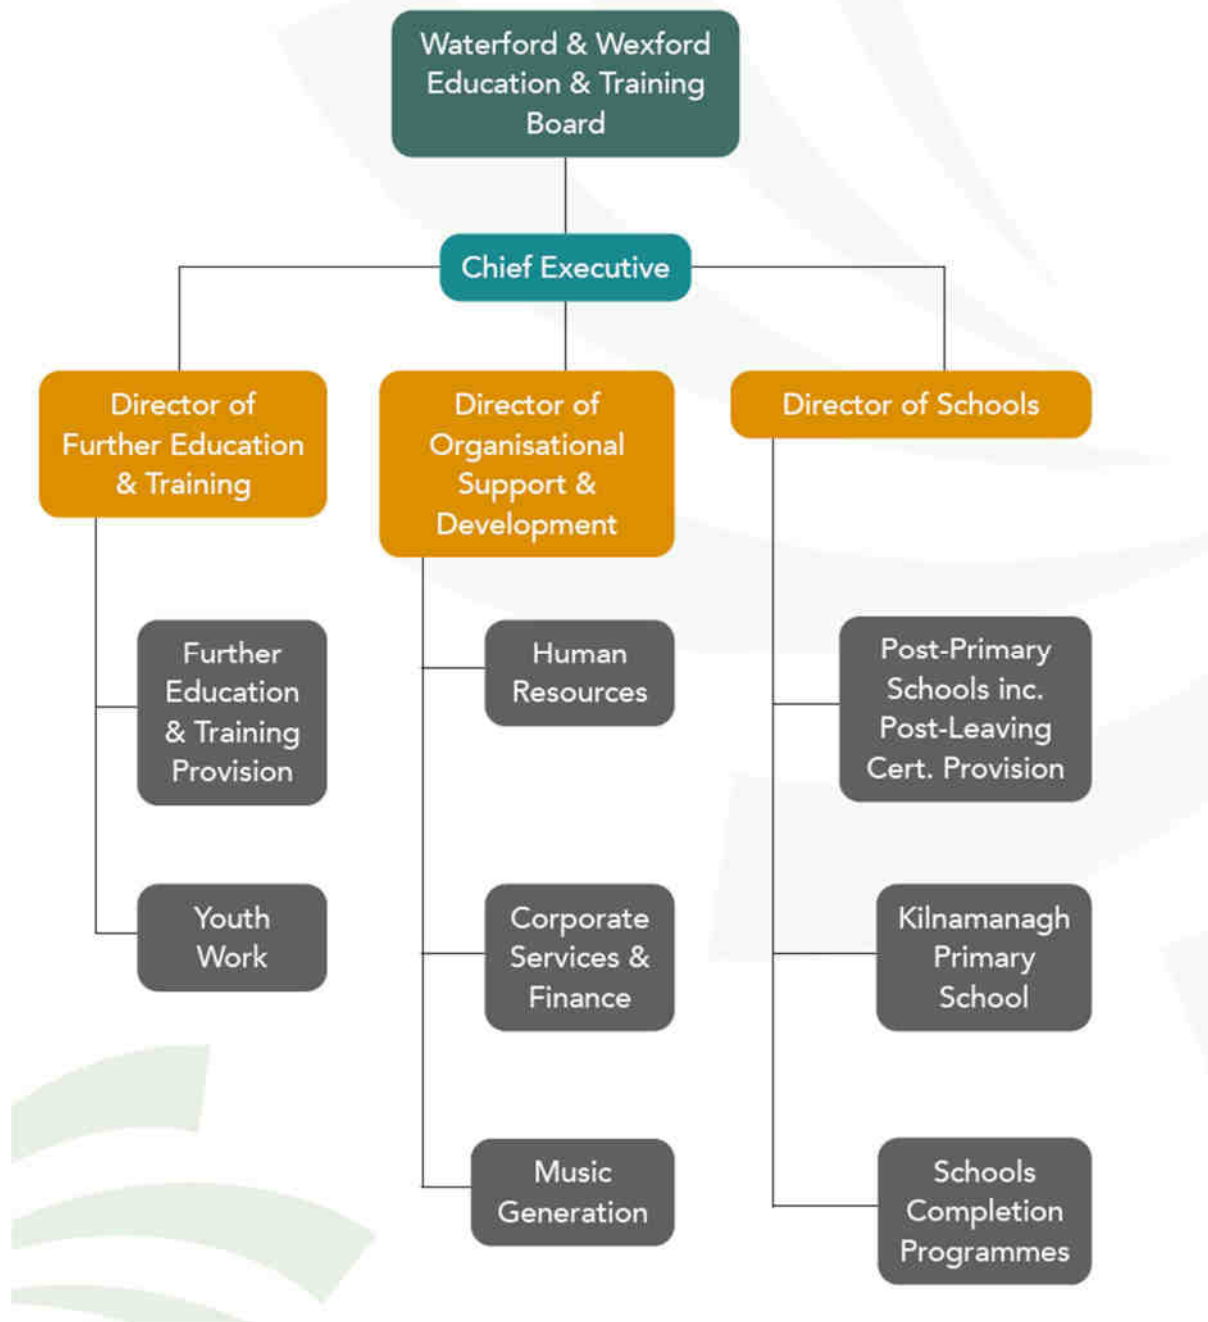 Waterford & Wexford
Education & Training
Board
Chief Executive
Director of
Further Education
& Training
Director of
Organisational
Support &
Development
Director of Schools
Further
Education
& Training
Provision
Human
Resources
Post-Primary
Schools inc.
Post-Leaving
Cert. Provision
Youth
Work
Corporate
Services &
Finance
Kilnamanagh
Primary
School
Music
Generation
Schools
Completion
Programmes